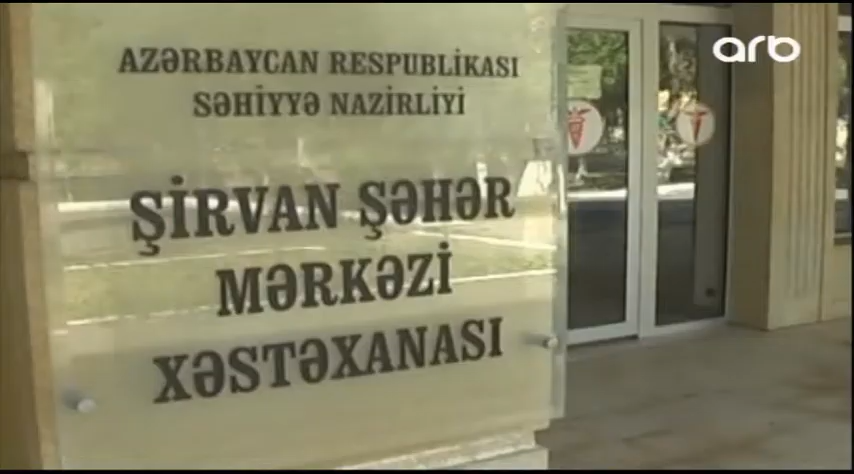 arb
AZƏRBAYCAN RESPUBLİKASI
SƏHİYYƏ NAZİRLİYİ
ŞİRVAN ŞƏHƏR
MƏRKƏZİ
XƏSTƏXANASI